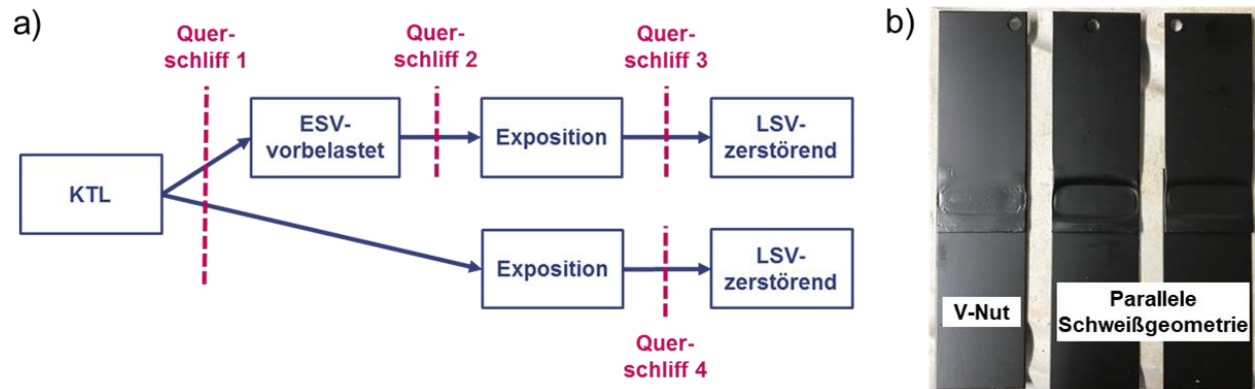 a)
Quer-
schliff 1
Quer-
schliff 2
Quer-
schliff 3
KTL
ESV-
vorbelastet
Exposition
LSV-
zerstörend
Exposition
LSV-
zerstörend
Quer-
schliff 4
b)
V-Nut
Parallele
Schweißgeometrie